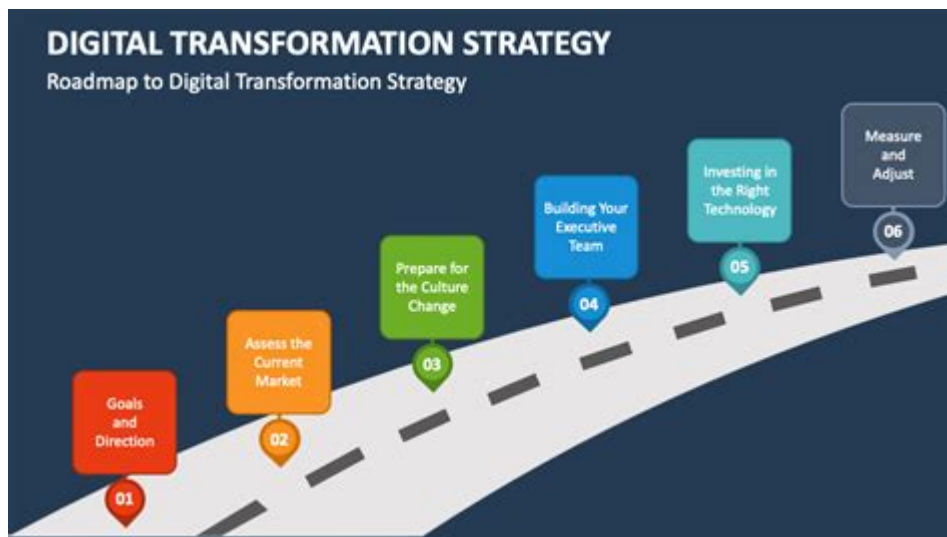 DIGITAL TRANSFORMATION STRATEGY
Roadmap to Digital Transformation Strategy
Goals
and
Direction
01
Assess the
Current
Market
02
Prepare for
the Culture
Change
03
Building Your
Executive
Team
04
Investing in
the Right
Technology
05
Measure
and
Adjust
06